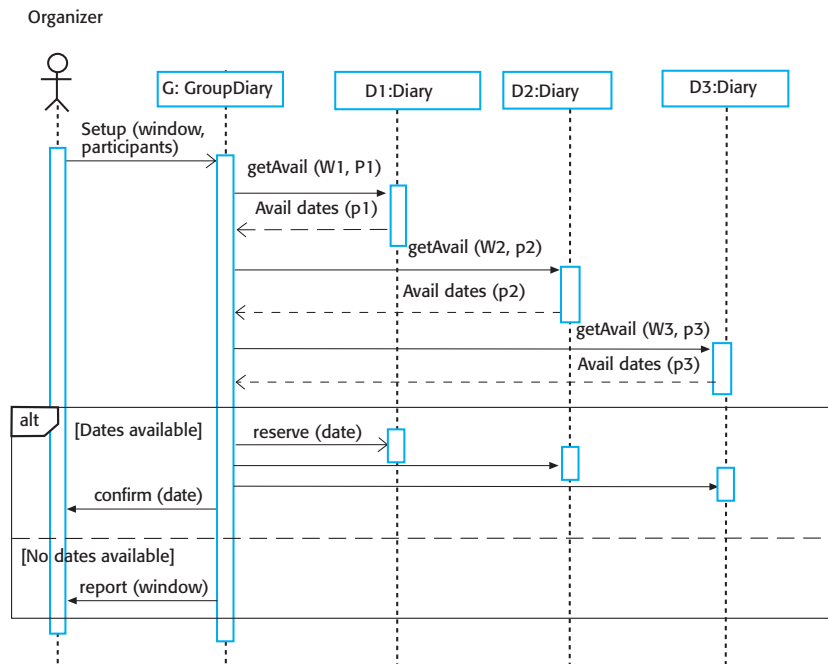 Organizer
G: GroupDiary
D1:Diary
D2:Diary
D3:Diary
Setup (window,
participants)
getAvail (W1, P1)
Avail dates (p1)
getAvail (W2, p2)
Avail dates (p2)
getAvail (W3, p3)
Avail dates (p3)
alt
[Dates available]
reserve (date)
confirm (date)
[No dates available]
report (window)